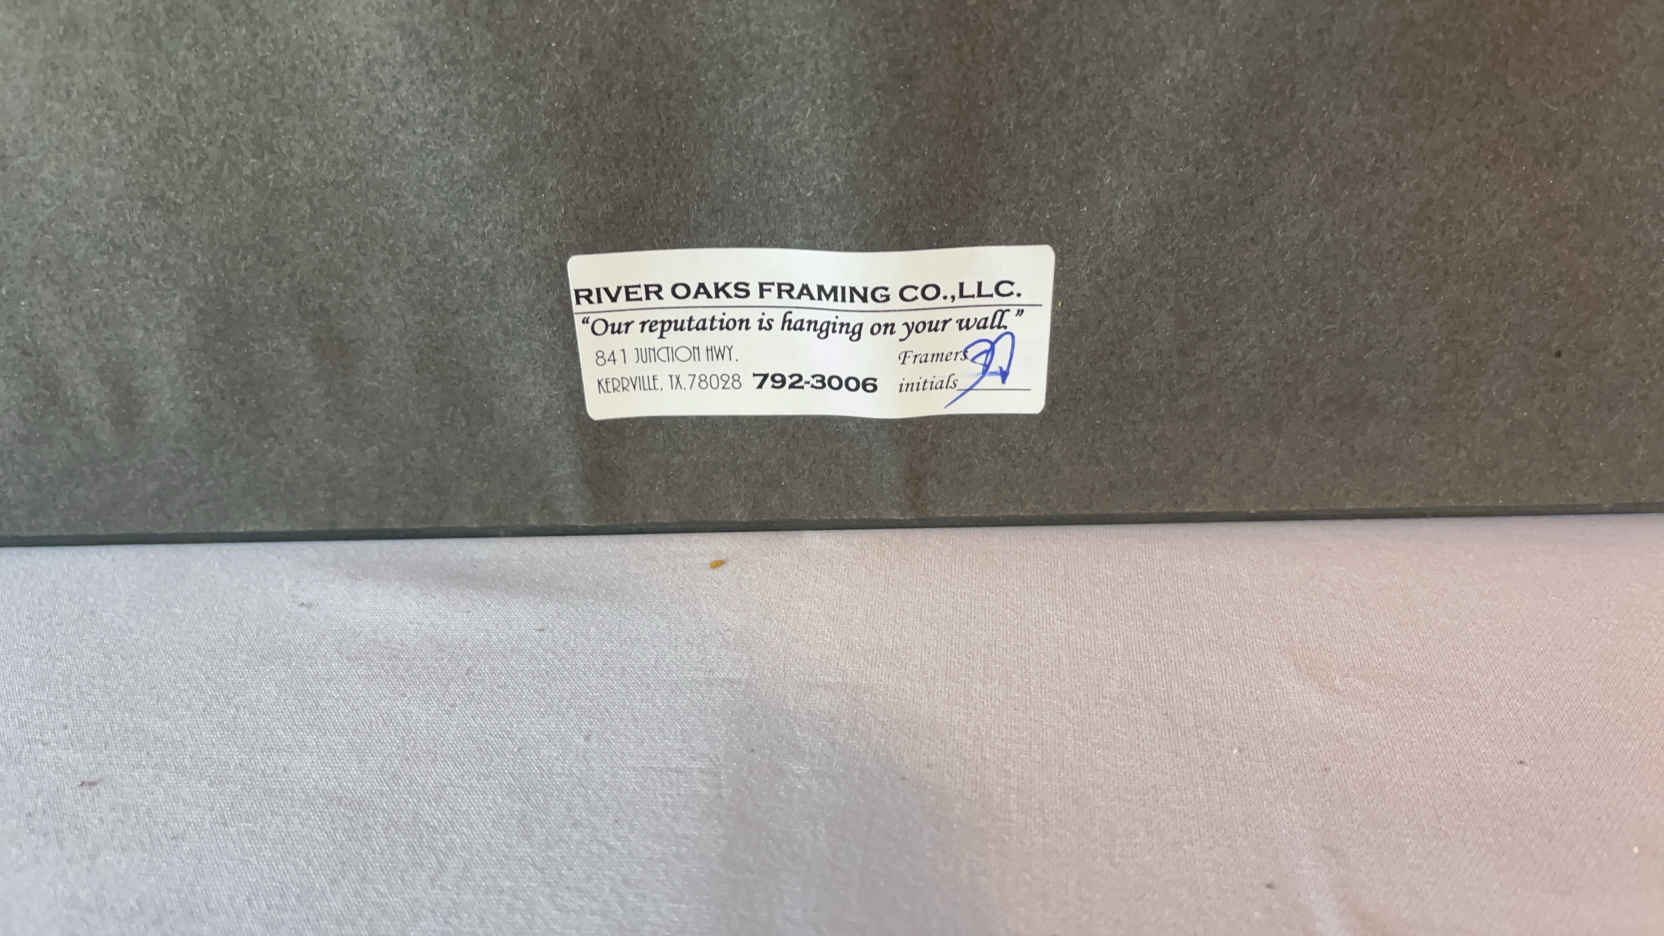 RIVER OAKS FRAMING CO.,LLC.
“Our reputation is hanging on your wall.”
841 JUNCTION HWY.
KERRVILLE, TX.78028 792-3006
Framers
initials